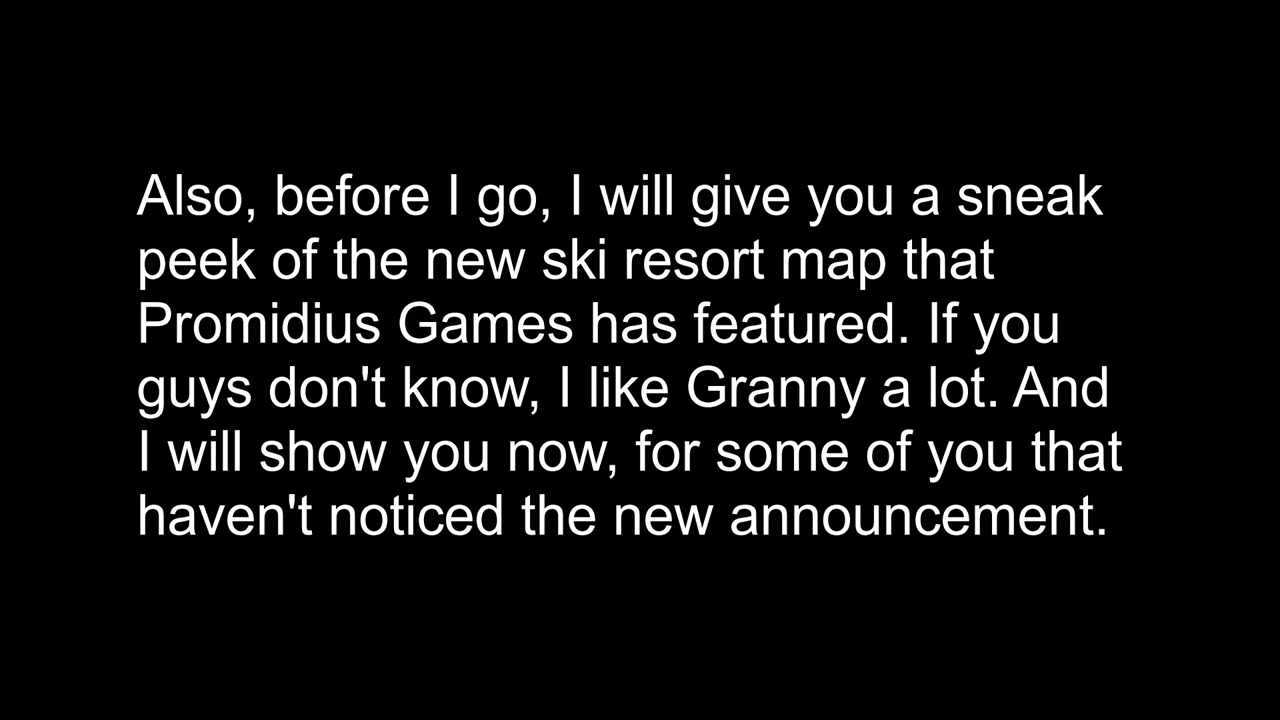 Also, before I go, I will give you a sneak
peek of the new ski resort map that
Promidius Games has featured. If you
guys don't know, I like Granny a lot. And
I will show you now, for some of you that
haven't noticed the new announcement.